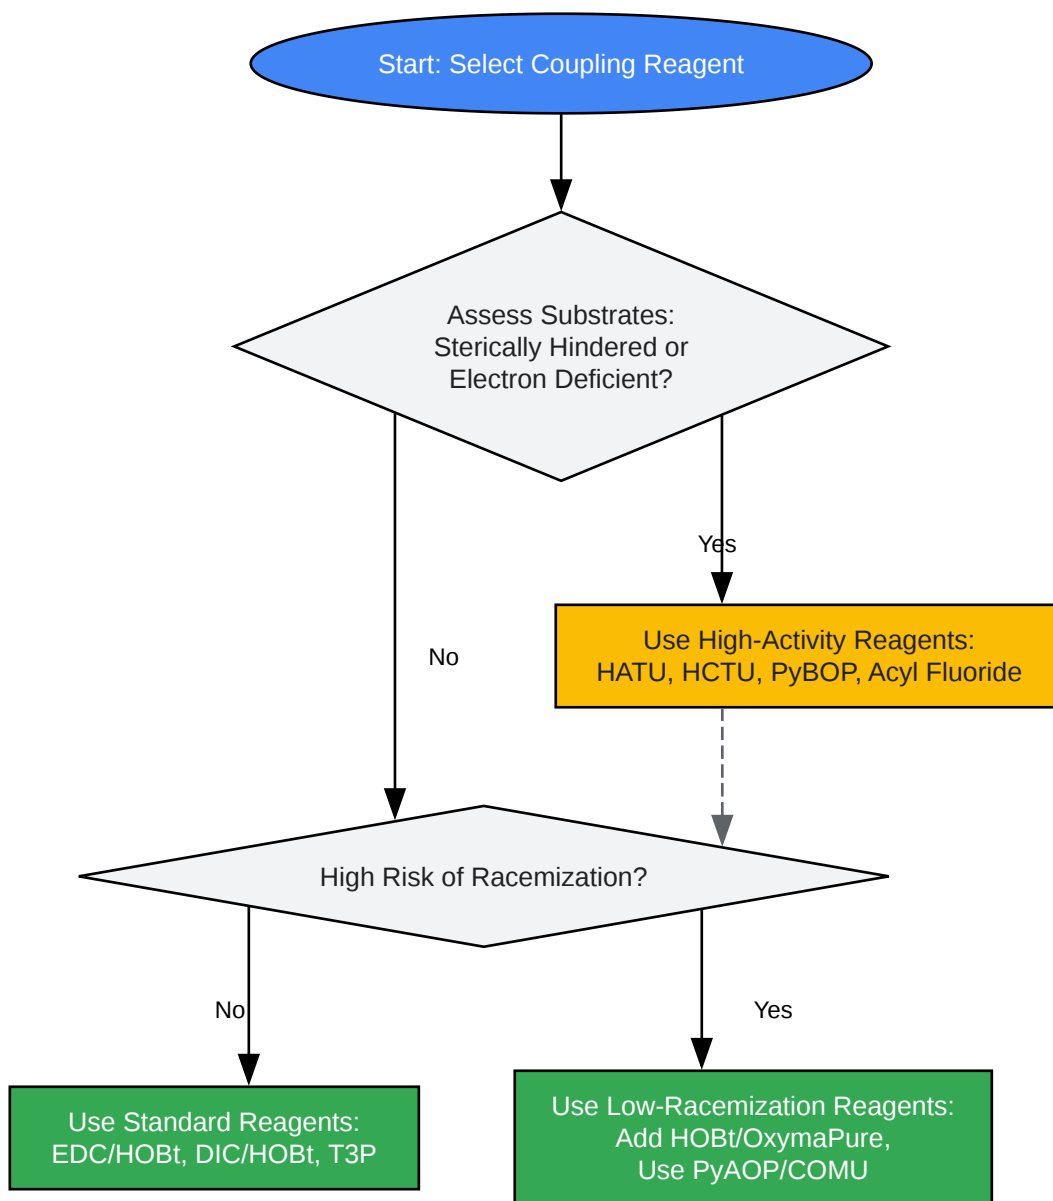 Start: Select Coupling Reagent
Assess Substrates:
Sterically Hindered or
Electron Deficient?
Yes
Use High-Activity Reagents:
HATU, HCTU, PyBOP, Acyl Fluoride
No
High Risk of Racemization?
No
Yes
Use Standard Reagents:
EDC/HOBt, DIC/HOBt, T3P
Use Low-Racemization Reagents:
Add HOBt/OxymaPure,
Use PyAOP/COMU